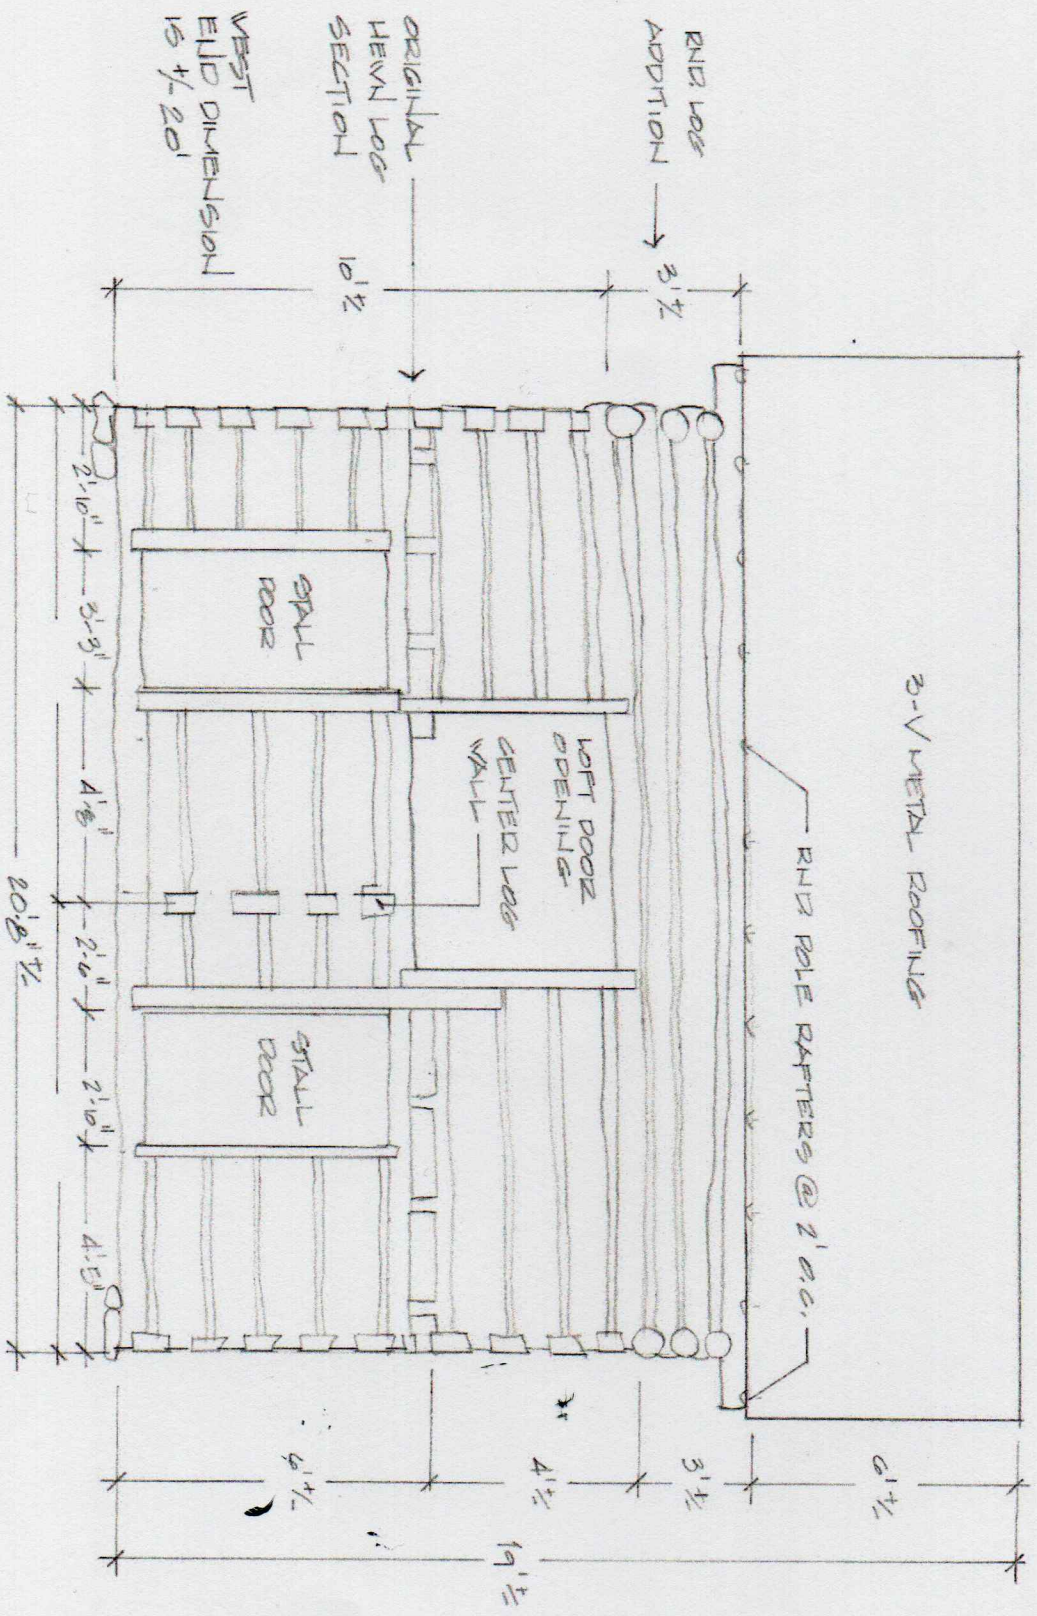 3-V METAL ROOFING
RND POLE RAFTERS @ 2' O.C.
RND LOG
ADDITION
3' +/-
ORIGINAL
HEWN LOG
SECTION
10' +/-
WEST
END DIMENSION
IS +/- 20'
LOFT DOOR
OPENING
CENTER LOG
WALL
STALL
DOOR
STALL
DOOR
6' +/-
3' +/-
4' +/-
6' +/-
19' +/-
2'-10"
3'-3"
4'-8"
2'-6"
2'-10"
4'-5"
20'-8" +/-